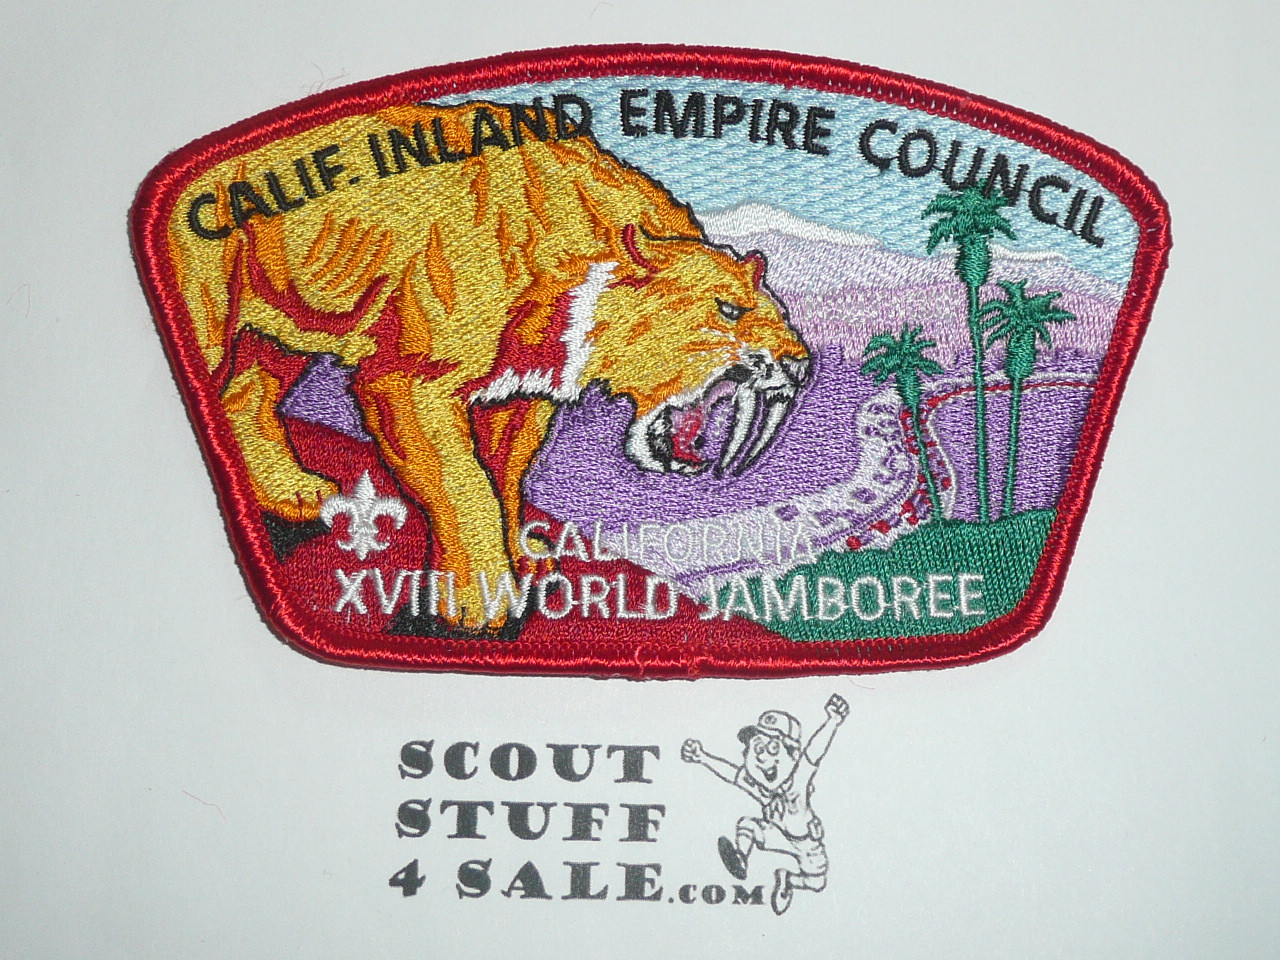 CALIF. INLAND EMPIRE COUNCIL
CALIFORNIA
XVIII WORLD JAMBOREE
SCOUT
STUFF
4 SALE.COM